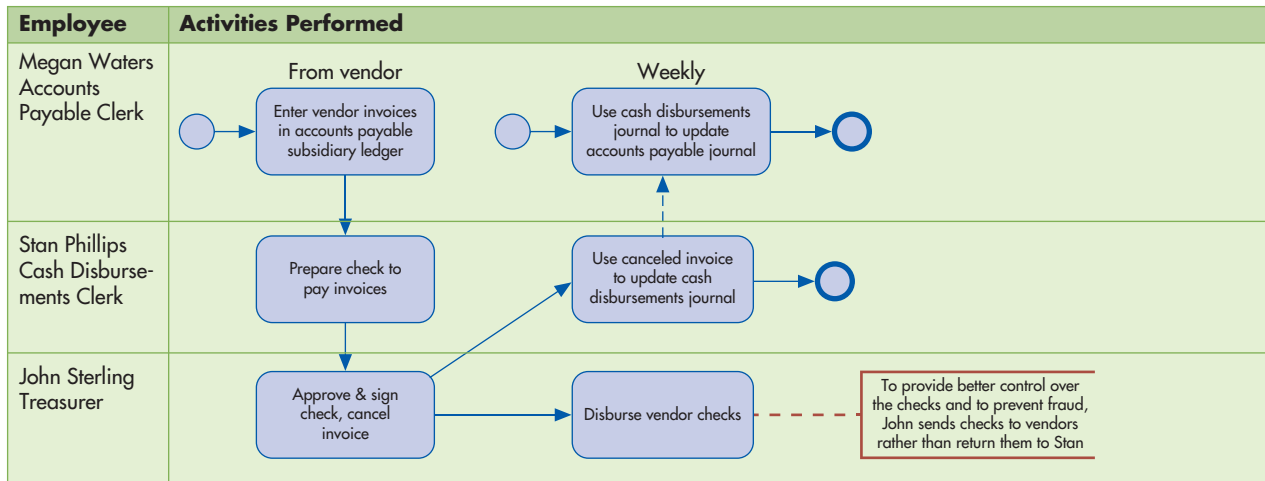 Employee
Activities Performed
Megan Waters
Accounts
Payable Clerk
From vendor
Enter vendor invoices
in accounts payable
subsidiary ledger
Weekly
Use cash disbursements
journal to update
accounts payable journal
Stan Phillips
Cash Disburse-
ments Clerk
Prepare check to
pay invoices
Use canceled invoice
to update cash
disbursements journal
John Sterling
Treasurer
Approve & sign
check, cancel
invoice
Disburse vendor checks
To provide better control over
the checks and to prevent fraud,
John sends checks to vendors
rather than return them to Stan